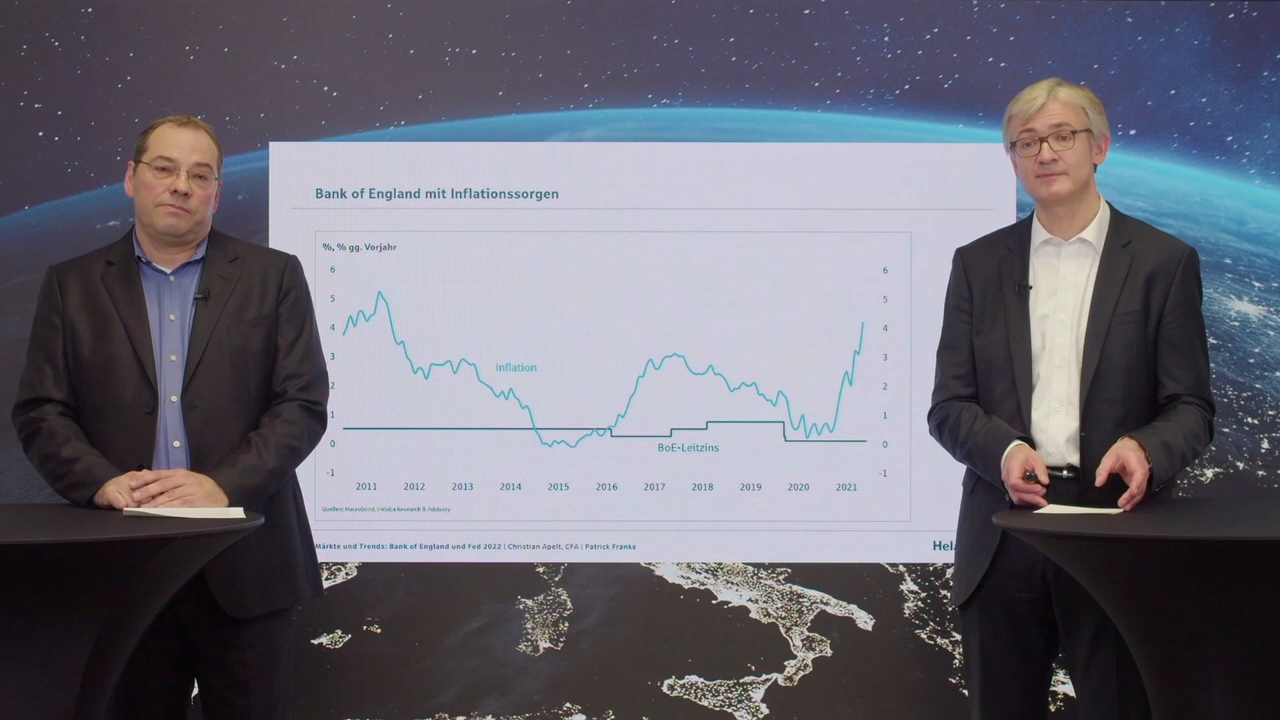 Bank of England mit Inflationssorgen
%, % gg. Vorjahr
6 6
5 5
4 4
3 3
Inflation
2 2
1 1
0 0
BoE-Leitzins
-1 -1
2011 2012 2013 2014 2015 2016 2017 2018 2019 2020 2021
Quellen: Macrobond, Helaba Research & Advisory
Märkte und Trends: Bank of England und Fed 2022 | Christian Apelt, CFA | Patrick Franke